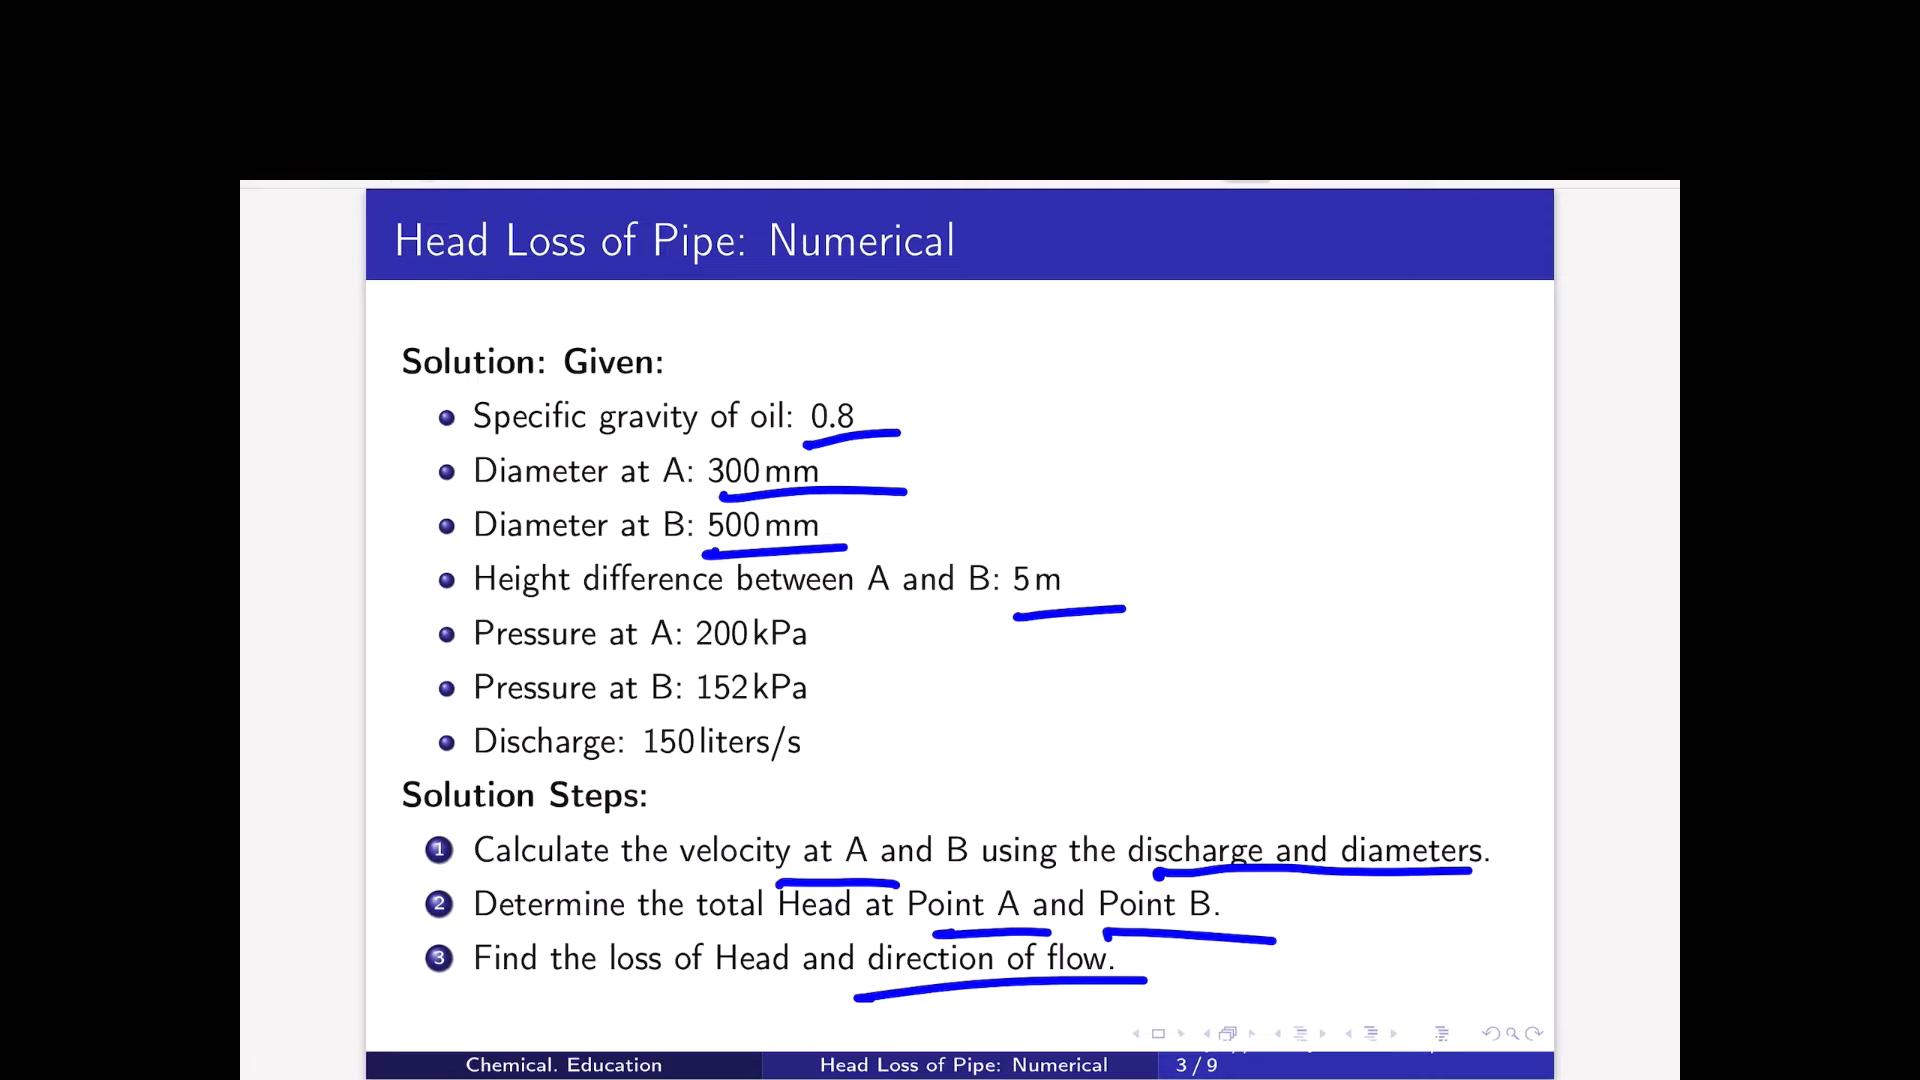 Head Loss of Pipe: Numerical
Solution: Given:
Specific gravity of oil: 0.8
Diameter at A: 300 mm
Diameter at B: 500 mm
Height difference between A and B: 5 m
Pressure at A: 200 kPa
Pressure at B: 152 kPa
Discharge: 150 liters/s
Solution Steps:
1 Calculate the velocity at A and B using the discharge and diameters.
2 Determine the total Head at Point A and Point B.
3 Find the loss of Head and direction of flow.
Chemical. Education Head Loss of Pipe: Numerical 3 / 9